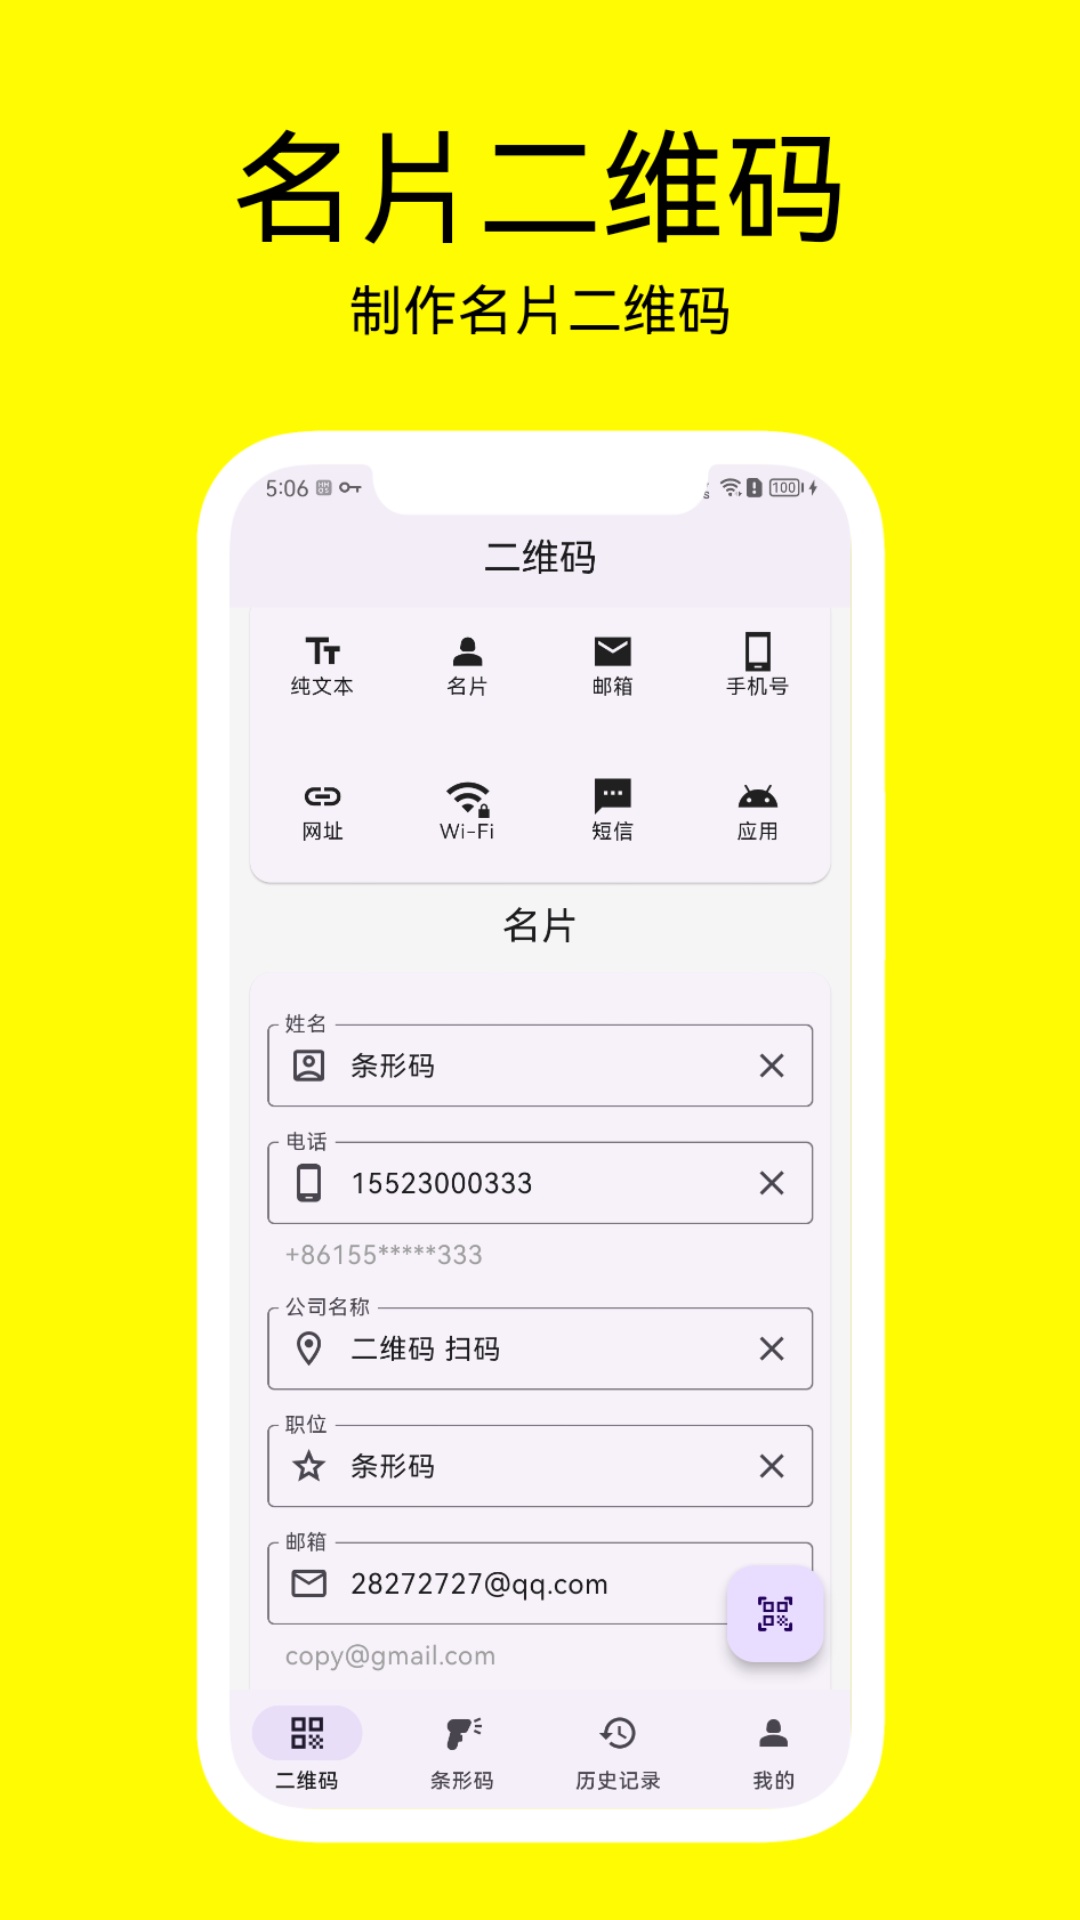 名片二维码
制作名片二维码
5:06
100
二维码
纯文本 名片 邮箱 手机号
网址 Wi-Fi 短信 应用
名片
姓名
条形码
电话
15523000333
+86155*****333
公司名称
二维码 扫码
职位
条形码
邮箱
28272727@qq.com
copy@gmail.com
二维码 条形码 历史记录 我的